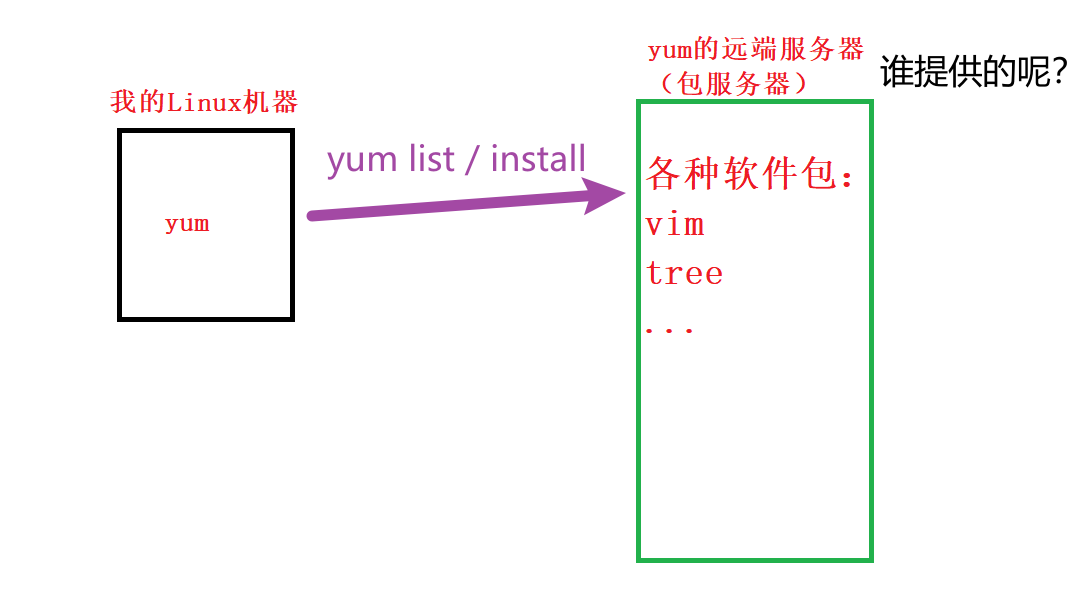 我的Linux机器
yum
yum list / install
yum的远端服务器
（包服务器）
谁提供的呢？
各种软件包：
vim
tree
...